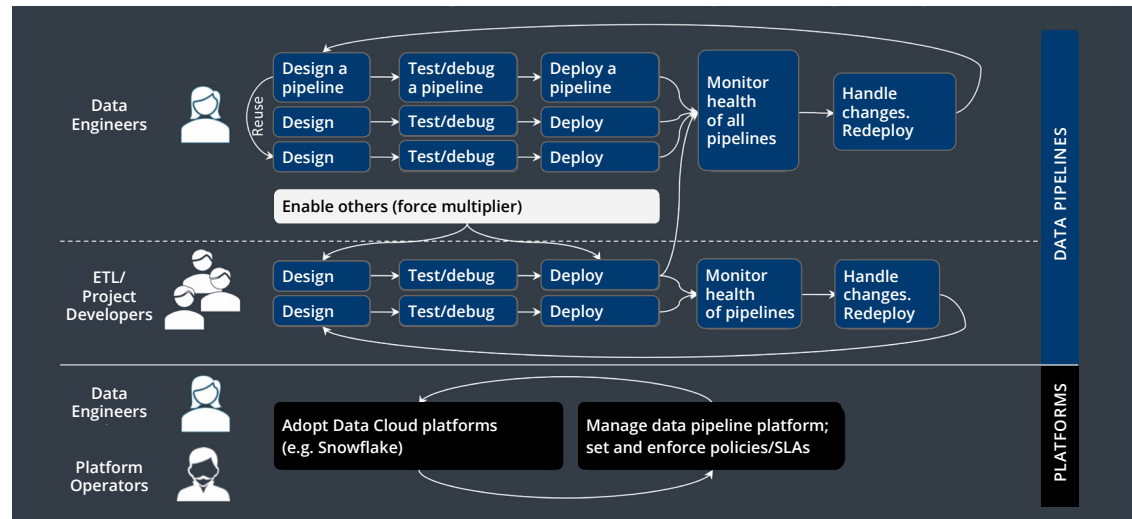 Data
Engineers
Reuse
Design a
pipeline
Test/debug
a pipeline
Deploy a
pipeline
Design
Test/debug
Deploy
Design
Test/debug
Deploy
Monitor
health
of all
pipelines
Handle
changes.
Redeploy
Enable others (force multiplier)
DATA PIPELINES
ETL/
Project
Developers
Design
Test/debug
Deploy
Design
Test/debug
Deploy
Monitor
health
of pipelines
Handle
changes.
Redeploy
Data
Engineers
Platform
Operators
Adopt Data Cloud platforms
(e.g. Snowflake)
Manage data pipeline platform;
set and enforce policies/SLAs
PLATFORMS